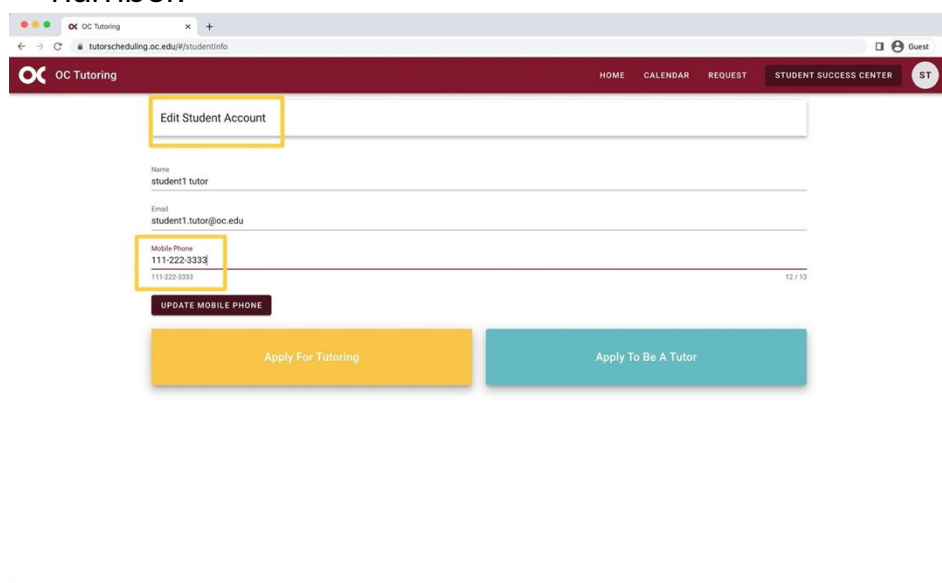 OC Tutoring
tutorscheduling.oc.edu/#/studentInfo
Guest
OC OC Tutoring
HOME CALENDAR REQUEST STUDENT SUCCESS CENTER ST
Edit Student Account
Name
student1 tutor
Email
student1.tutor@oc.edu
Mobile Phone
111-222-3333
111-222-3333 12 / 13
UPDATE MOBILE PHONE
Apply For Tutoring Apply To Be A Tutor